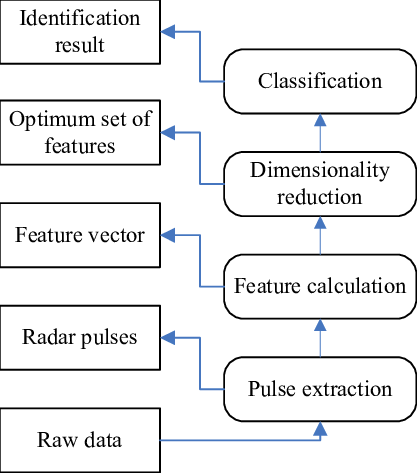 Identification
result
Classification
Optimum set of
features
Dimensionality
reduction
Feature vector
Feature calculation
Radar pulses
Pulse extraction
Raw data